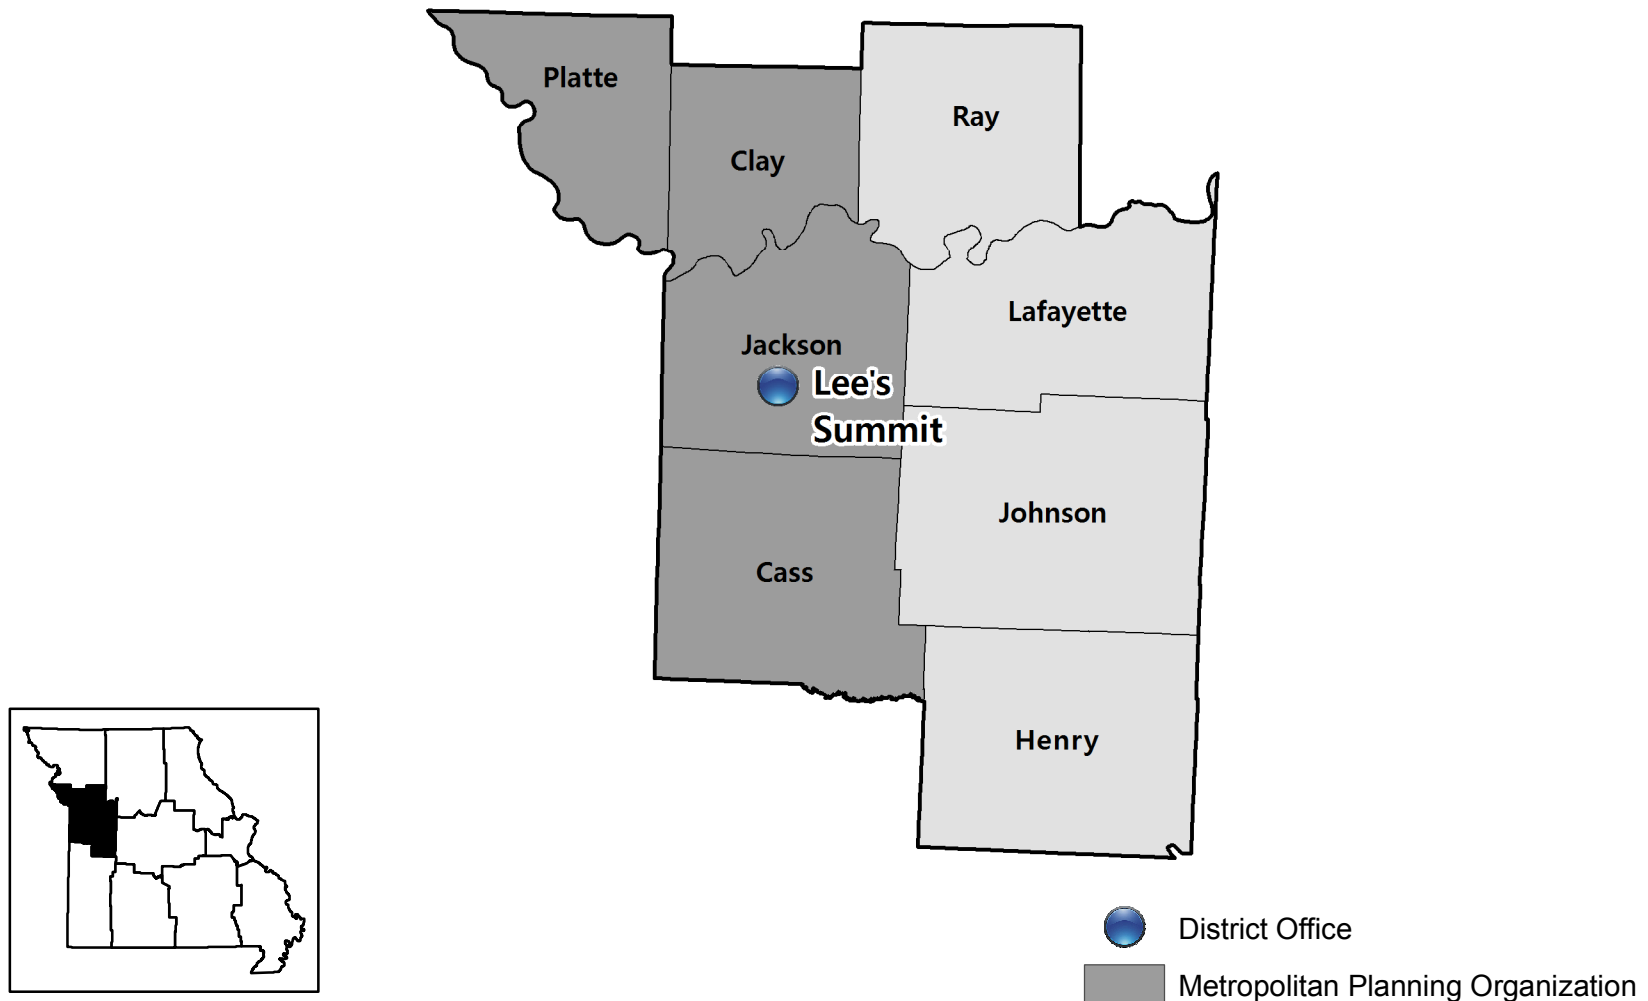 Platte
Ray
Clay
Lafayette
Jackson
Lee's
Summit
Johnson
Cass
Henry
District Office
Metropolitan Planning Organization